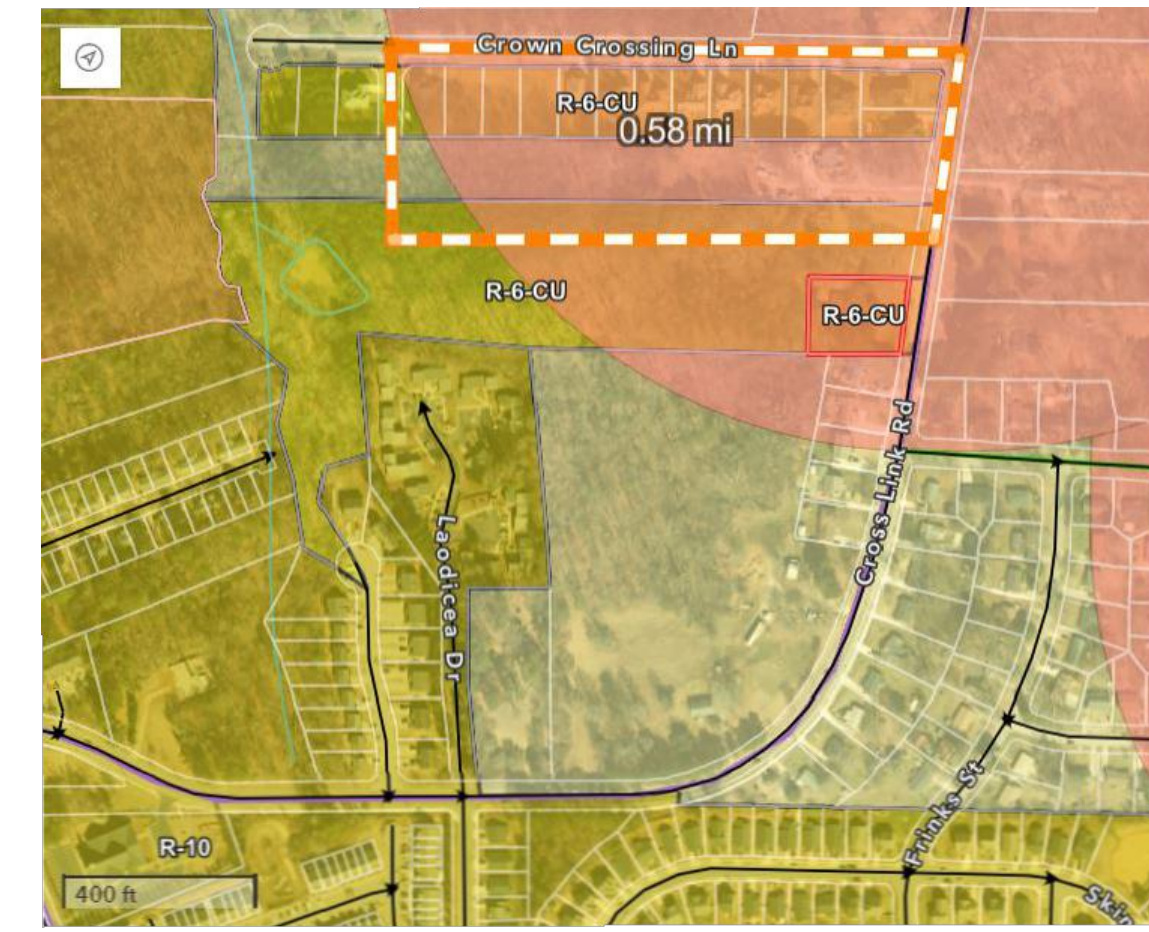 Crown Crossing Ln
R-6-CU
0.58 mi
R-6-CU
R-6-CU
Cross Link Rd
Laodicea Dr
Frinks St
R-10
400 ft
Skin